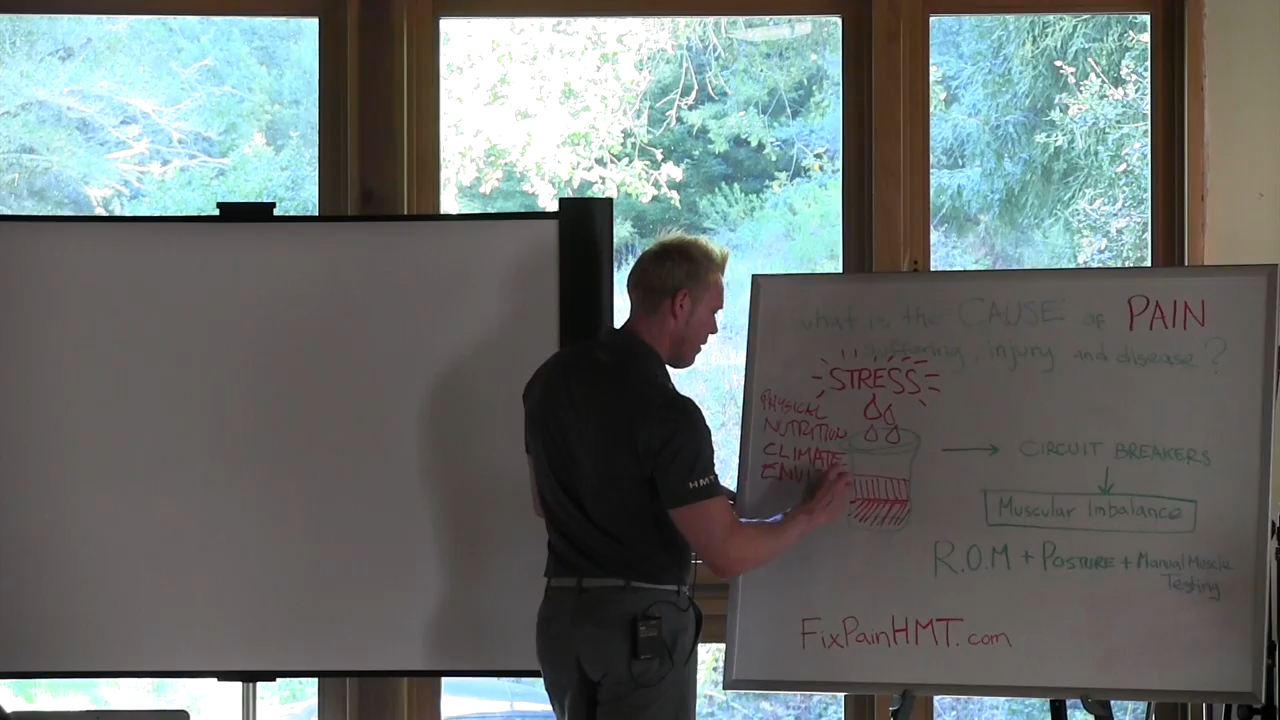 what is the CAUSE of PAIN
suffering, injury and disease?
STRESS
PHYSICAL
NUTRITION
CLIMATE
ENVI
CIRCUIT BREAKERS
Muscular Imbalance
R.O.M + POSTURE + Manual Muscle
Testing
FixPainHMT.com
HMT